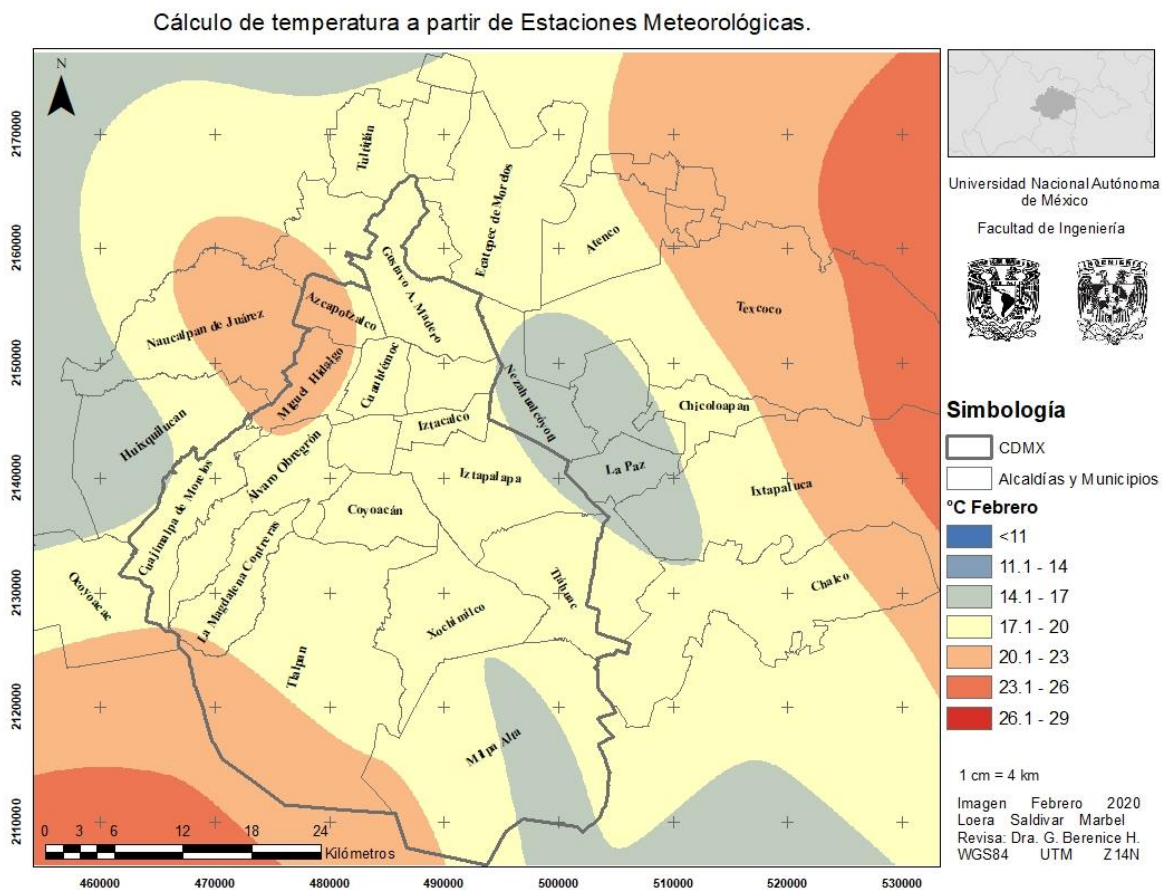 Cálculo de temperatura a partir de Estaciones Meteorológicas.
N
2170000
2160000
2150000
2140000
2130000
2120000
2110000
Tultitlán
Ecatepec de Morelos
Atenco
Gustavo A. Madero
Azcapotzalco
Naucalpan de Juárez
Texcoco
Miguel Hidalgo
Cuauhtémoc
Nezahualcóyotl
Chicoloapan
Huixquilucan
Iztacalco
Álvaro Obregrón
La Paz
Iztapalapa
Ixtapaluca
Cuajimalpa de Morelos
Coyoacán
La Magdalena Contreras
Ocoyoacac
Tláhuac
Chalco
Xochimilco
Tlalpan
Milpa Alta
0 3 6 12 18 24
Kilómetros
460000 470000 480000 490000 500000 510000 520000 530000
Universidad Nacional Autónoma
de México
Facultad de Ingeniería
INGENIERIA
Simbología
CDMX
Alcaldías y Municipios
°C Febrero
<11
11.1 - 14
14.1 - 17
17.1 - 20
20.1 - 23
23.1 - 26
26.1 - 29
1 cm = 4 km
Imagen Febrero 2020
Loera Saldivar Marbel
Revisa: Dra. G. Berenice H.
WGS84 UTM Z14N